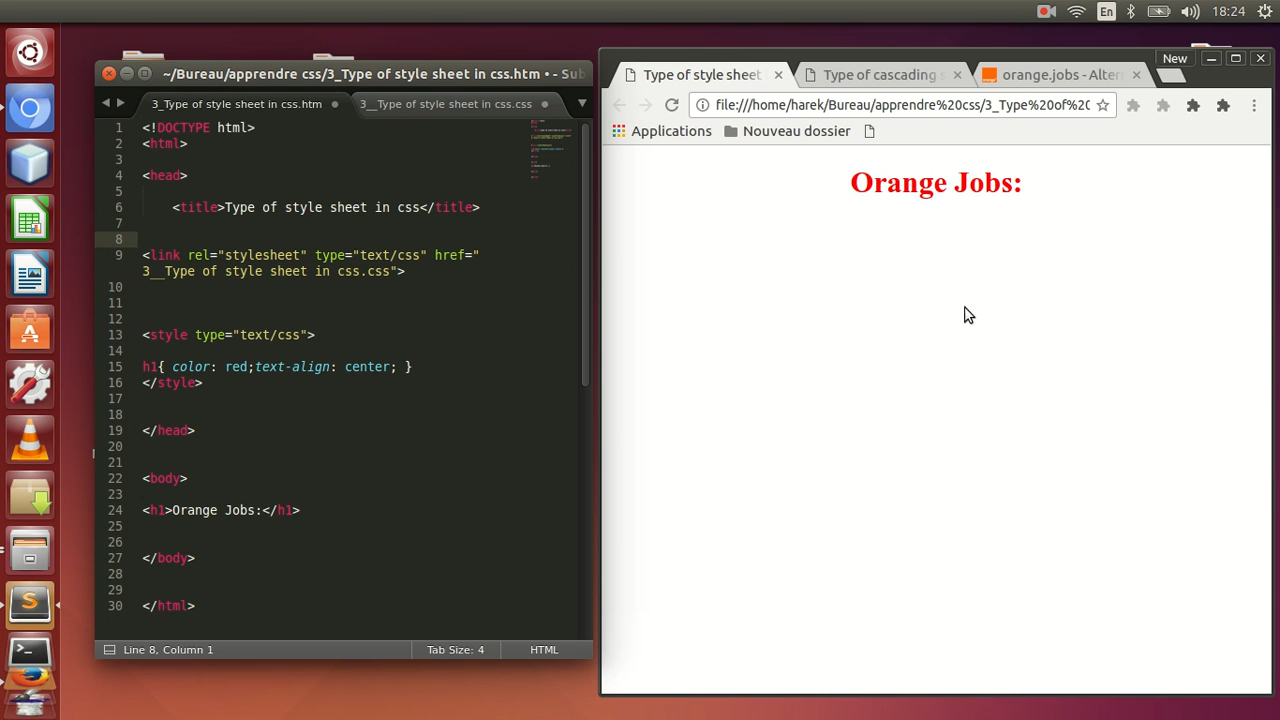 En
18:24
~/Bureau/apprendre css/3_Type of style sheet in css.htm • - Sub
3_Type of style sheet in css.htm
3__Type of style sheet in css.css
1 <!DOCTYPE html>
2 <html>
3
4 <head>
5
6 <title>Type of style sheet in css</title>
7
8
9 <link rel="stylesheet" type="text/css" href="
3__Type of style sheet in css.css">
10
11
12
13 <style type="text/css">
14
15 h1{ color: red;text-align: center; }
16 </style>
17
18
19 </head>
20
21
22 <body>
23
24 <h1>Orange Jobs:</h1>
25
26
27 </body>
28
29
30 </html>
Line 8, Column 1
Tab Size: 4
HTML
New
Type of style sheet
Type of cascading s
orange.jobs - Altern
file:///home/harek/Bureau/apprendre%20css/3_Type%20of%20
Applications
Nouveau dossier
Orange Jobs: